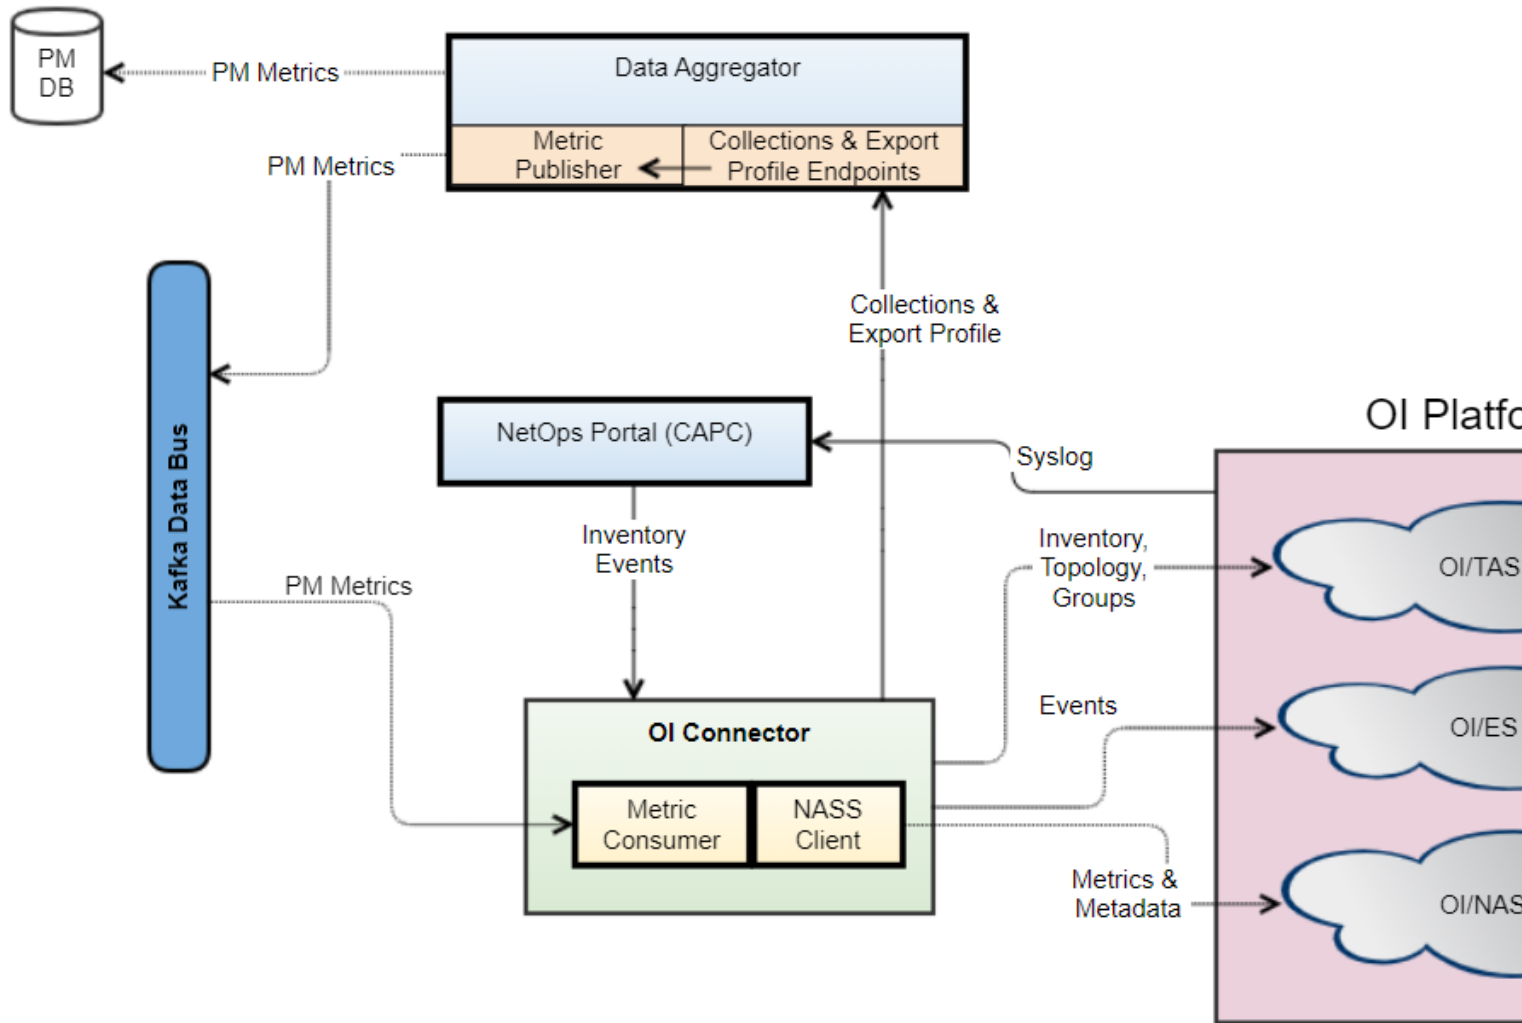 PM
DB
PM Metrics
Data Aggregator
Metric
Publisher
Collections & Export
Profile Endpoints
PM Metrics
Collections &
Export Profile
Kafka Data Bus
NetOps Portal (CAPC)
Syslog
OI Platfo
Inventory
Events
Inventory,
Topology,
Groups
OI/TAS
PM Metrics
Events
OI/ES
OI Connector
Metric
Consumer
NASS
Client
Metrics &
Metadata
OI/NAS